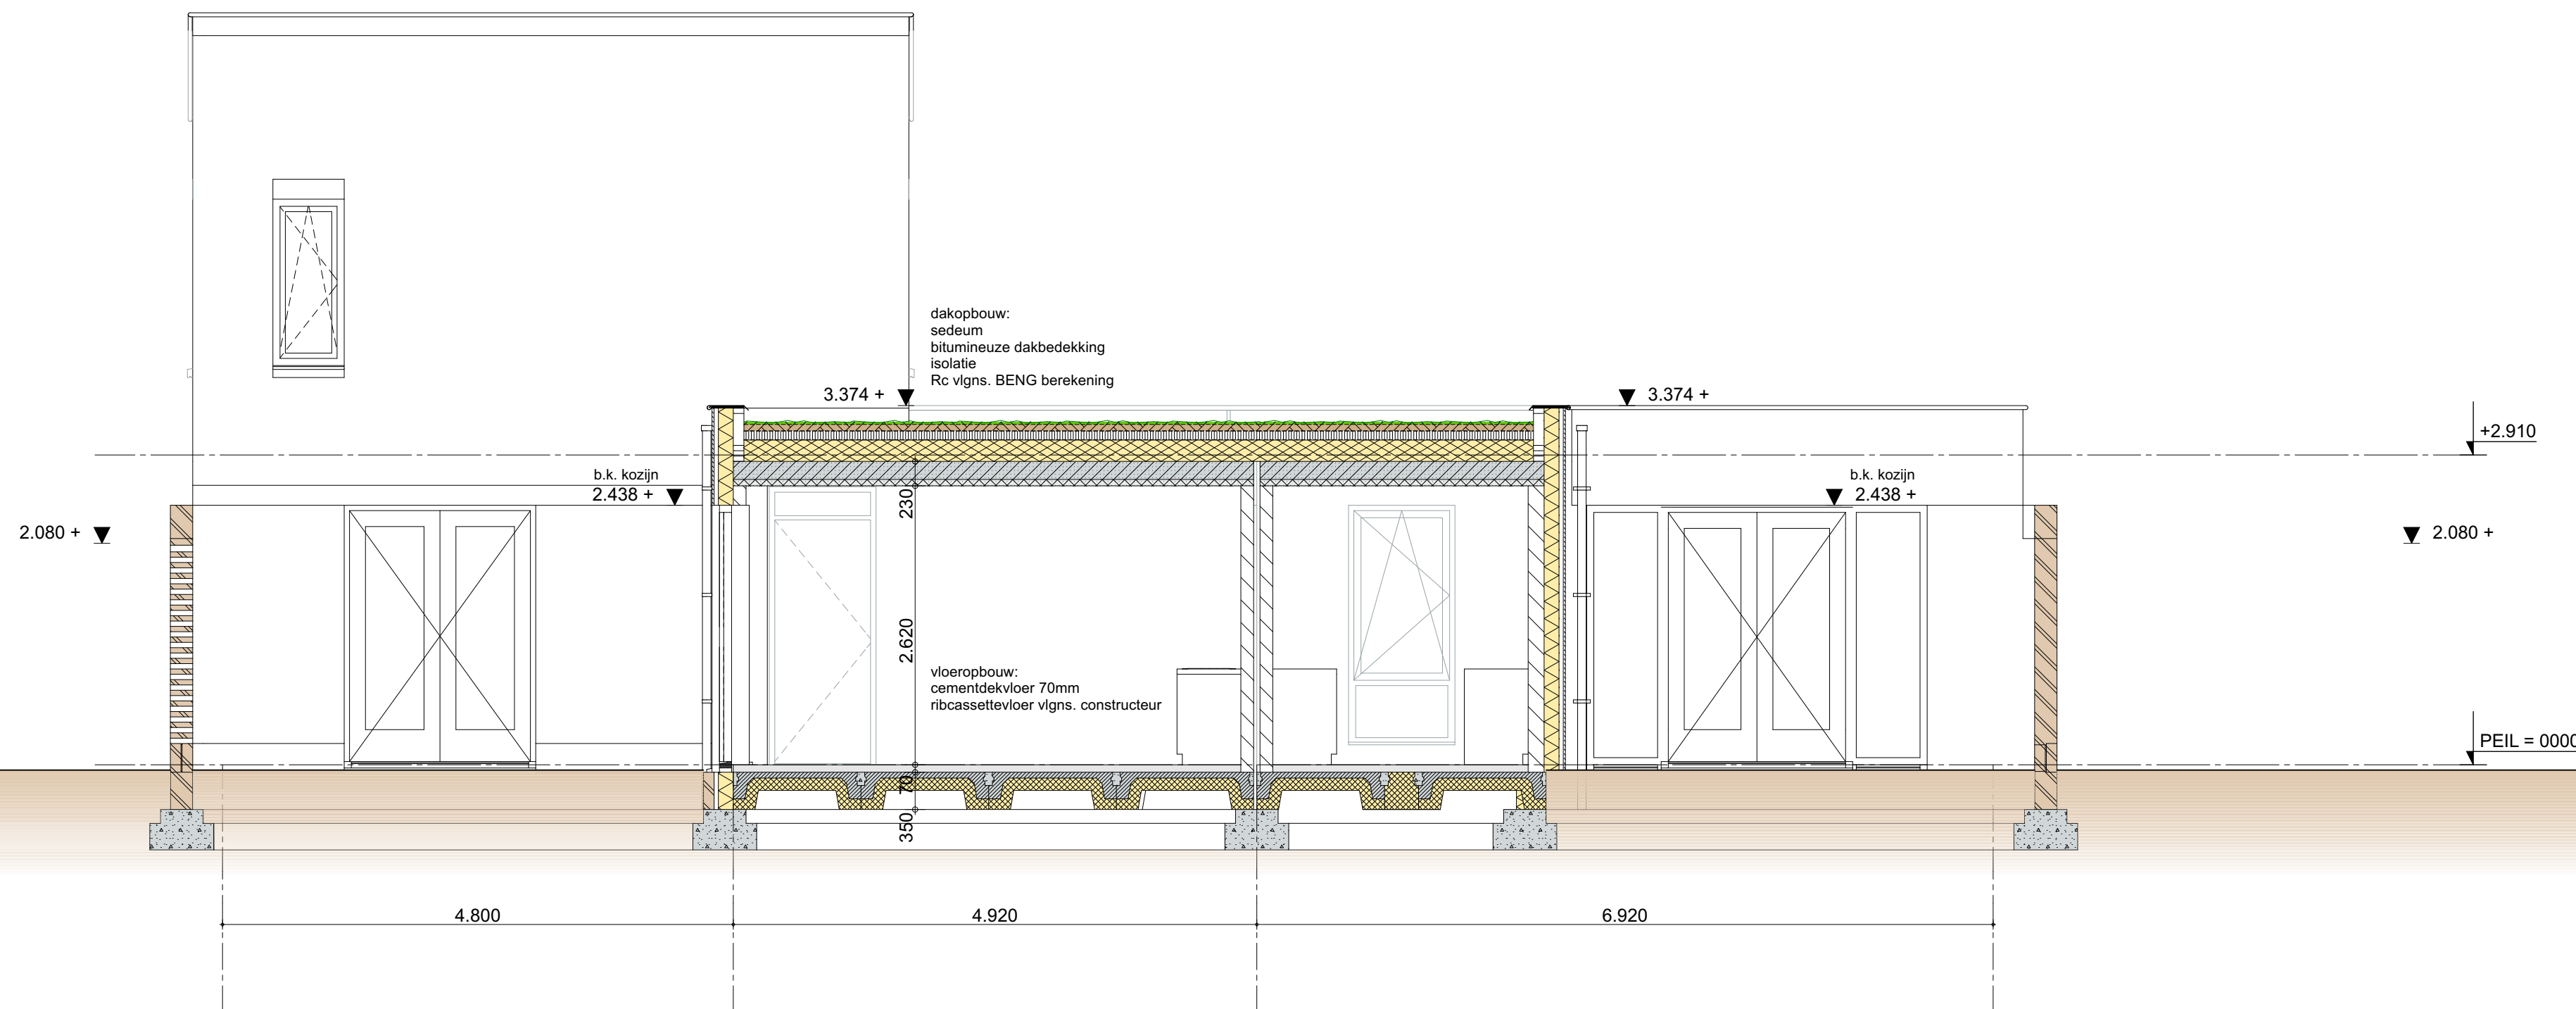 dakopbouw:
sedeum
bitumineuze dakbedekking
isolatie
Rc vlgns. BENG berekening
3.374 +
3.374 +
+2.910
b.k. kozijn
2.438 +
b.k. kozijn
2.438 +
2.080 +
2.080 +
230
2.620
vloeropbouw:
cementdekvloer 70mm
ribcassettevloer vlgns. constructeur
PEIL = 0000
70
350
4.800
4.920
6.920